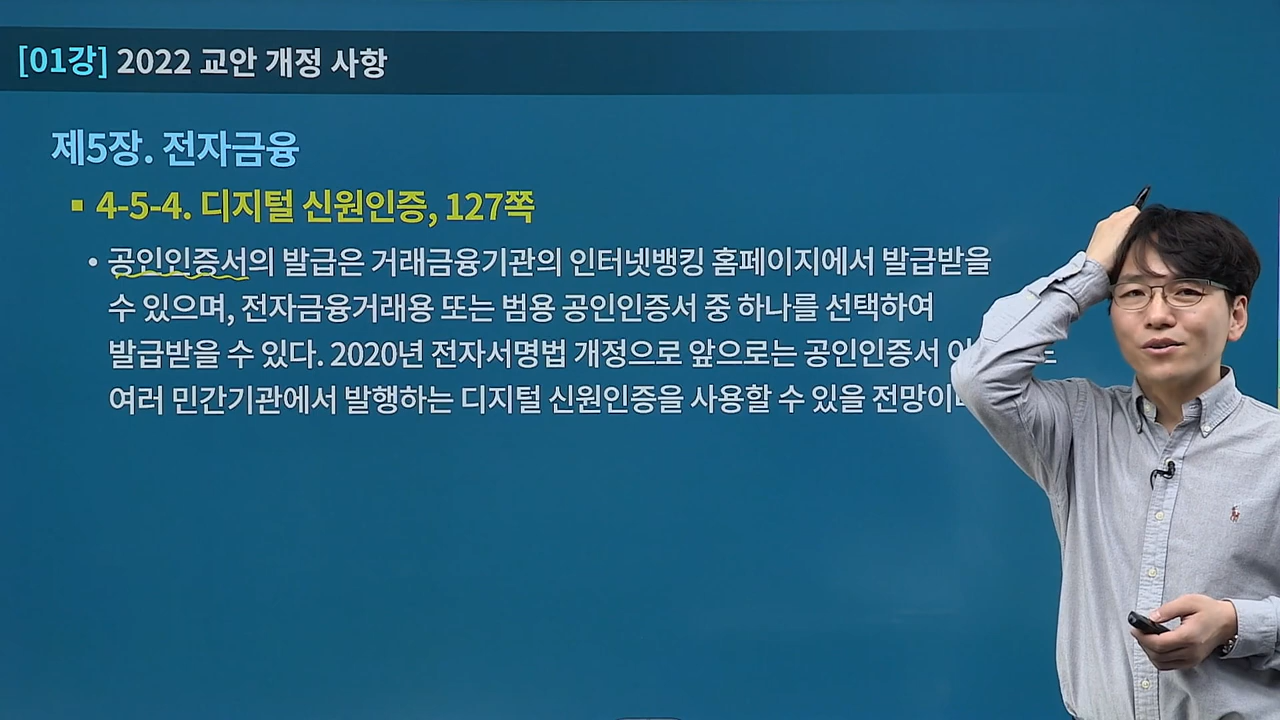 [01강] 2022 교안 개정 사항
제5장. 전자금융
▪ 4-5-4. 디지털 신원인증, 127쪽
• 공인인증서의 발급은 거래금융기관의 인터넷뱅킹 홈페이지에서 발급받을
수 있으며, 전자금융거래용 또는 범용 공인인증서 중 하나를 선택하여
발급받을 수 있다. 2020년 전자서명법 개정으로 앞으로는 공인인증서
여러 민간기관에서 발행하는 디지털 신원인증을 사용할 수 있을